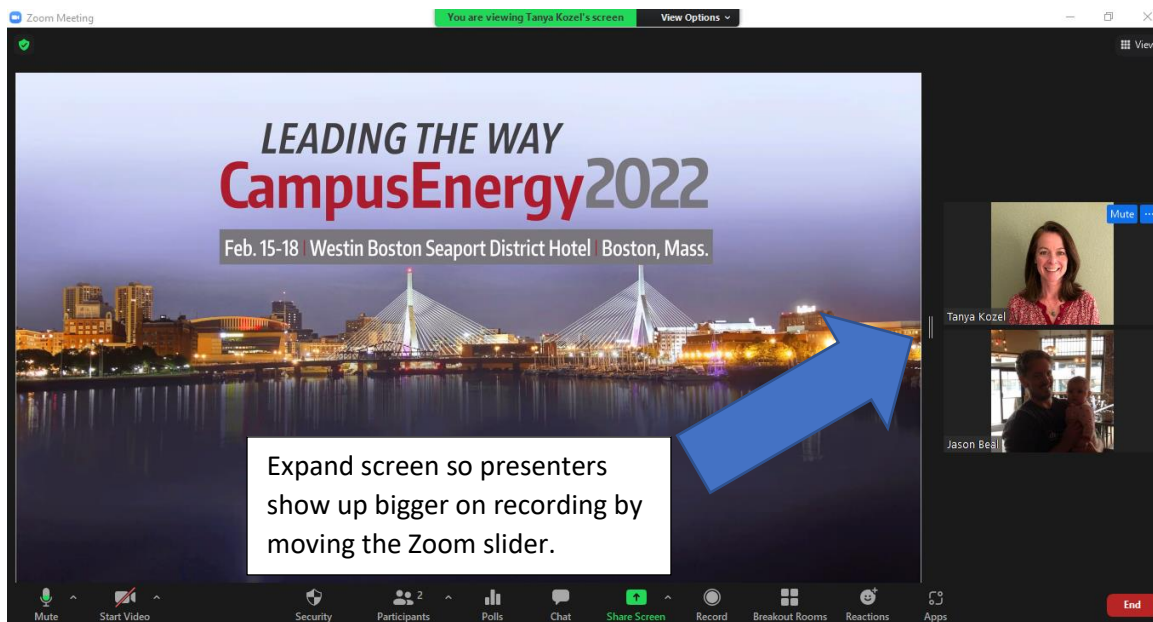 Zoom Meeting
You are viewing Tanya Kozel's screen
View Options
View
LEADING THE WAY
CampusEnergy2022
Feb. 15-18 | Westin Boston Seaport District Hotel | Boston, Mass.
Mute
Tanya Kozel
Jason Beal
Expand screen so presenters
show up bigger on recording by
moving the Zoom slider.
Mute
Start Video
Security
Participants
2
Polls
Chat
Share Screen
Record
Breakout Rooms
Reactions
Apps
End